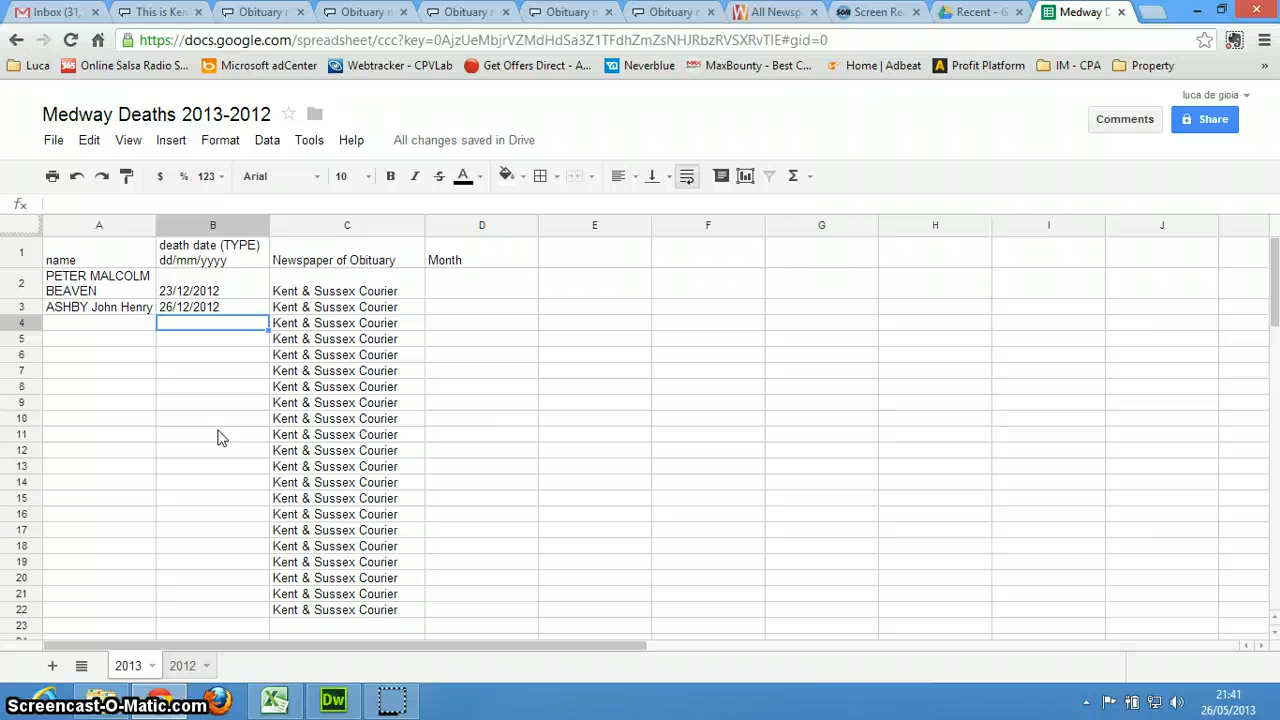 Inbox (31,
This is Ken
Obituary n
Obituary n
Obituary n
Obituary n
Obituary n
All Newsp
Screen Re
Recent - G
Medway D
https://docs.google.com/spreadsheet/ccc?key=0AjzUeMbjrVZMdHdSa3Z1TFdhZmZsNHJRbzRVSXRvTlE#gid=0
Luca
Online Salsa Radio S...
Microsoft adCenter
Webtracker - CPVLab
Get Offers Direct - A...
Neverblue
MaxBounty - Best C...
Home | Adbeat
Profit Platform
IM - CPA
Property
»
luca de gioia
Medway Deaths 2013-2012
Comments
Share
File Edit View Insert Format Data Tools Help All changes saved in Drive
$ % 123 Arial 10 B I S A Σ
fx
A B C D E F G H I J
1 name death date (TYPE) dd/mm/yyyy Newspaper of Obituary Month
2 PETER MALCOLM BEAVEN 23/12/2012 Kent & Sussex Courier
3 ASHBY John Henry 26/12/2012 Kent & Sussex Courier
4 Kent & Sussex Courier
5 Kent & Sussex Courier
6 Kent & Sussex Courier
7 Kent & Sussex Courier
8 Kent & Sussex Courier
9 Kent & Sussex Courier
10 Kent & Sussex Courier
11 Kent & Sussex Courier
12 Kent & Sussex Courier
13 Kent & Sussex Courier
14 Kent & Sussex Courier
15 Kent & Sussex Courier
16 Kent & Sussex Courier
17 Kent & Sussex Courier
18 Kent & Sussex Courier
19 Kent & Sussex Courier
20 Kent & Sussex Courier
21 Kent & Sussex Courier
22 Kent & Sussex Courier
23
+ 2013 2012
Screencast-O-Matic.com
Dw
21:41
26/05/2013